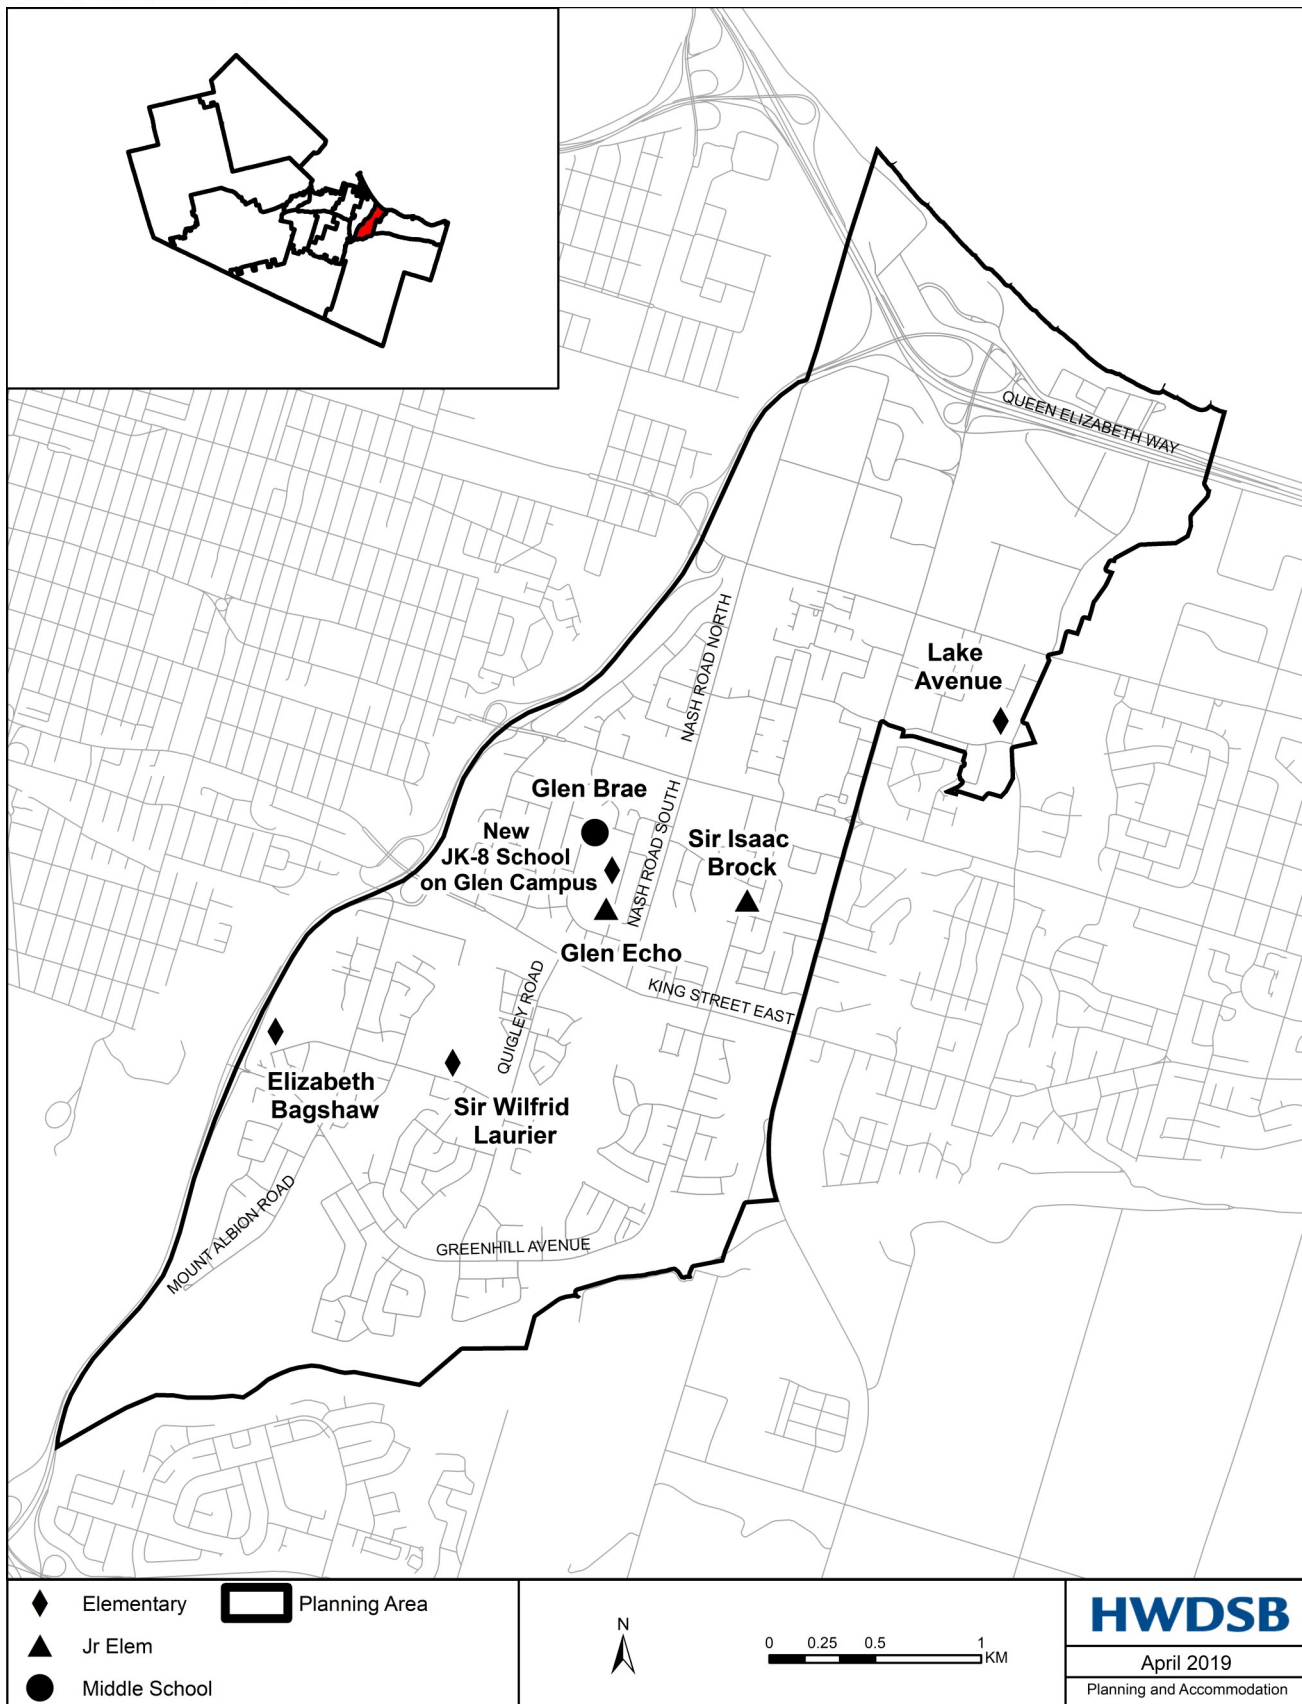 QUEEN ELIZABETH WAY
NASH ROAD NORTH
Lake
Avenue
Glen Brae
New
JK-8 School
on Glen Campus
NASH ROAD SOUTH
Sir Isaac
Brock
Glen Echo
QUIGLEY ROAD
KING STREET EAST
Elizabeth
Bagshaw
Sir Wilfrid
Laurier
MOUNT ALBION ROAD
GREENHILL AVENUE
Elementary
Planning Area
Jr Elem
Middle School
N
0 0.25 0.5 1
KM
HWDSB
April 2019
Planning and Accommodation